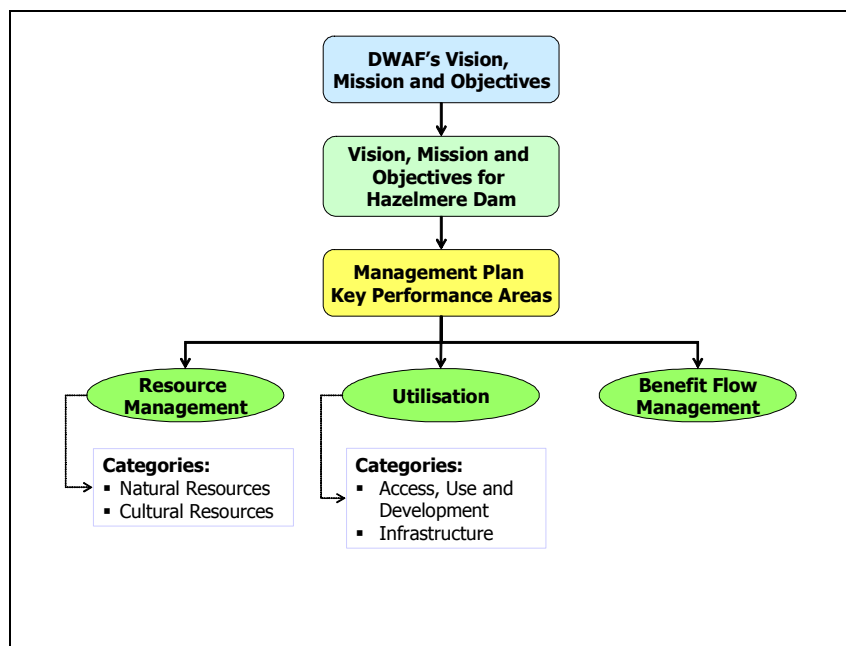 DWAF's Vision,
Mission and Objectives
Vision, Mission and
Objectives for
Hazelmere Dam
Management Plan
Key Performance Areas
Resource
Management
Utilisation
Benefit Flow
Management
Categories:
▪ Natural Resources
▪ Cultural Resources
Categories:
▪ Access, Use and
Development
▪ Infrastructure